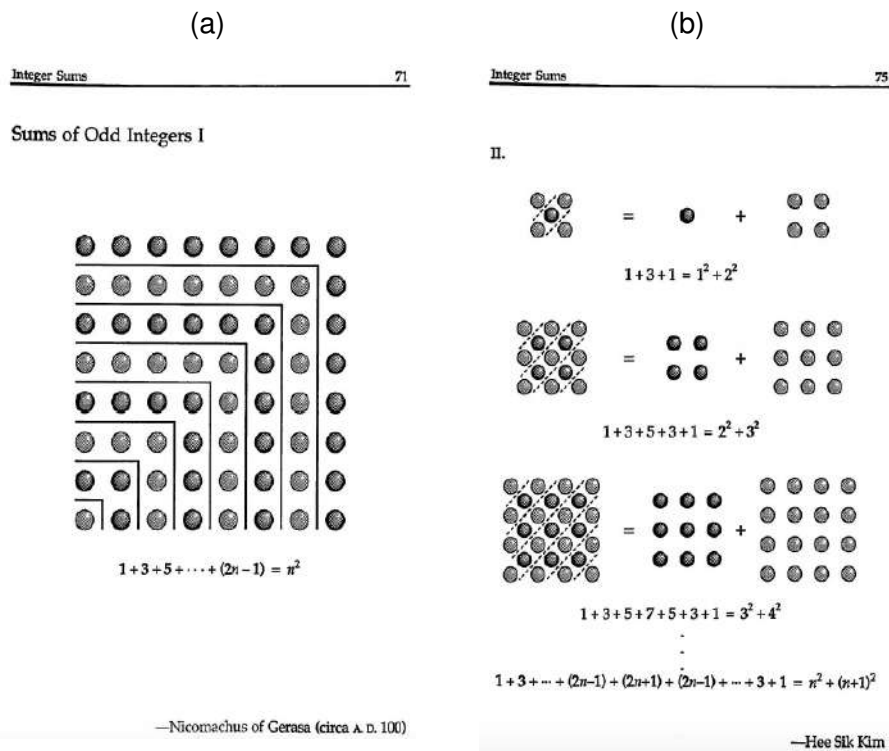 (a)
Integer Sums 71
Sums of Odd Integers I
1+3+5+···+(2n−1) = n²
—Nicomachus of Gerasa (circa A. D. 100)
(b)
Integer Sums 75
II.
= +
1+3+1 = 1²+2²
= +
1+3+5+3+1 = 2²+3²
= +
1+3+5+7+5+3+1 = 3²+4²
.
.
.
1+3+···+(2n−1)+(2n+1)+(2n−1)+···+3+1 = n²+(n+1)²
—Hee Sik Kim